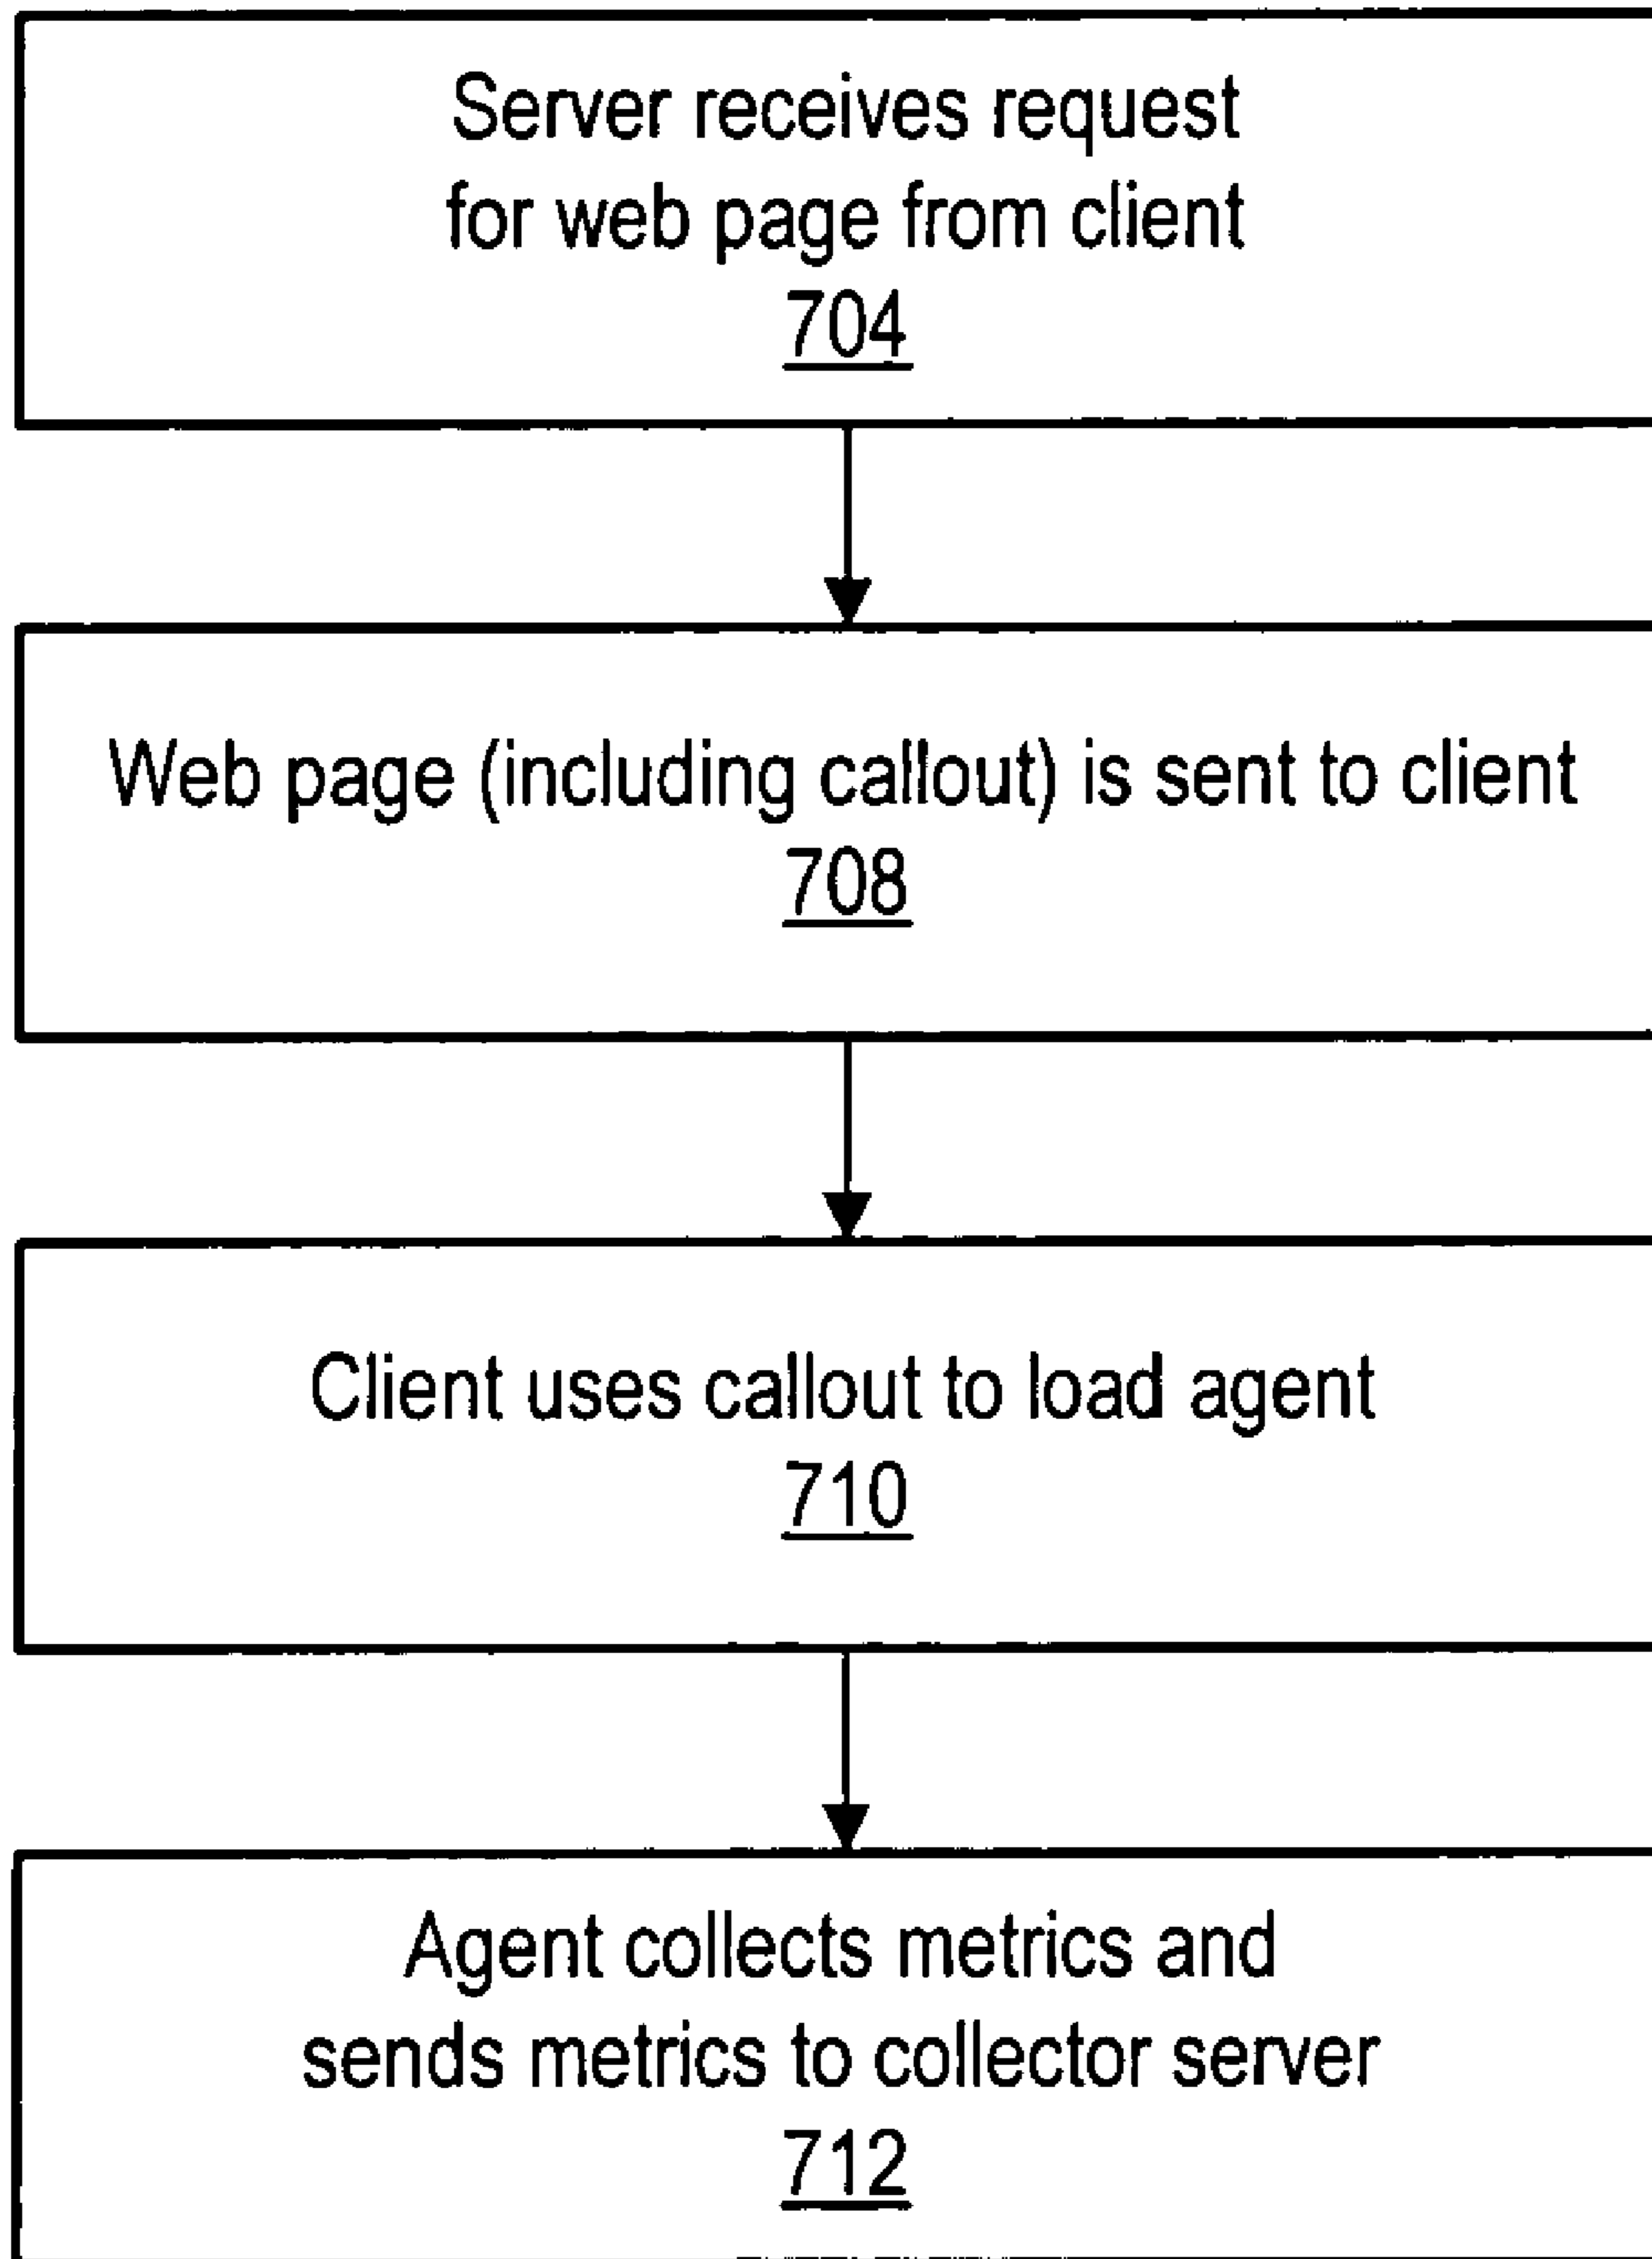 Server receives request
for web page from client
704
Web page (including callout) is sent to client
708
Client uses callout to load agent
710
Agent collects metrics and
sends metrics to collector server
712